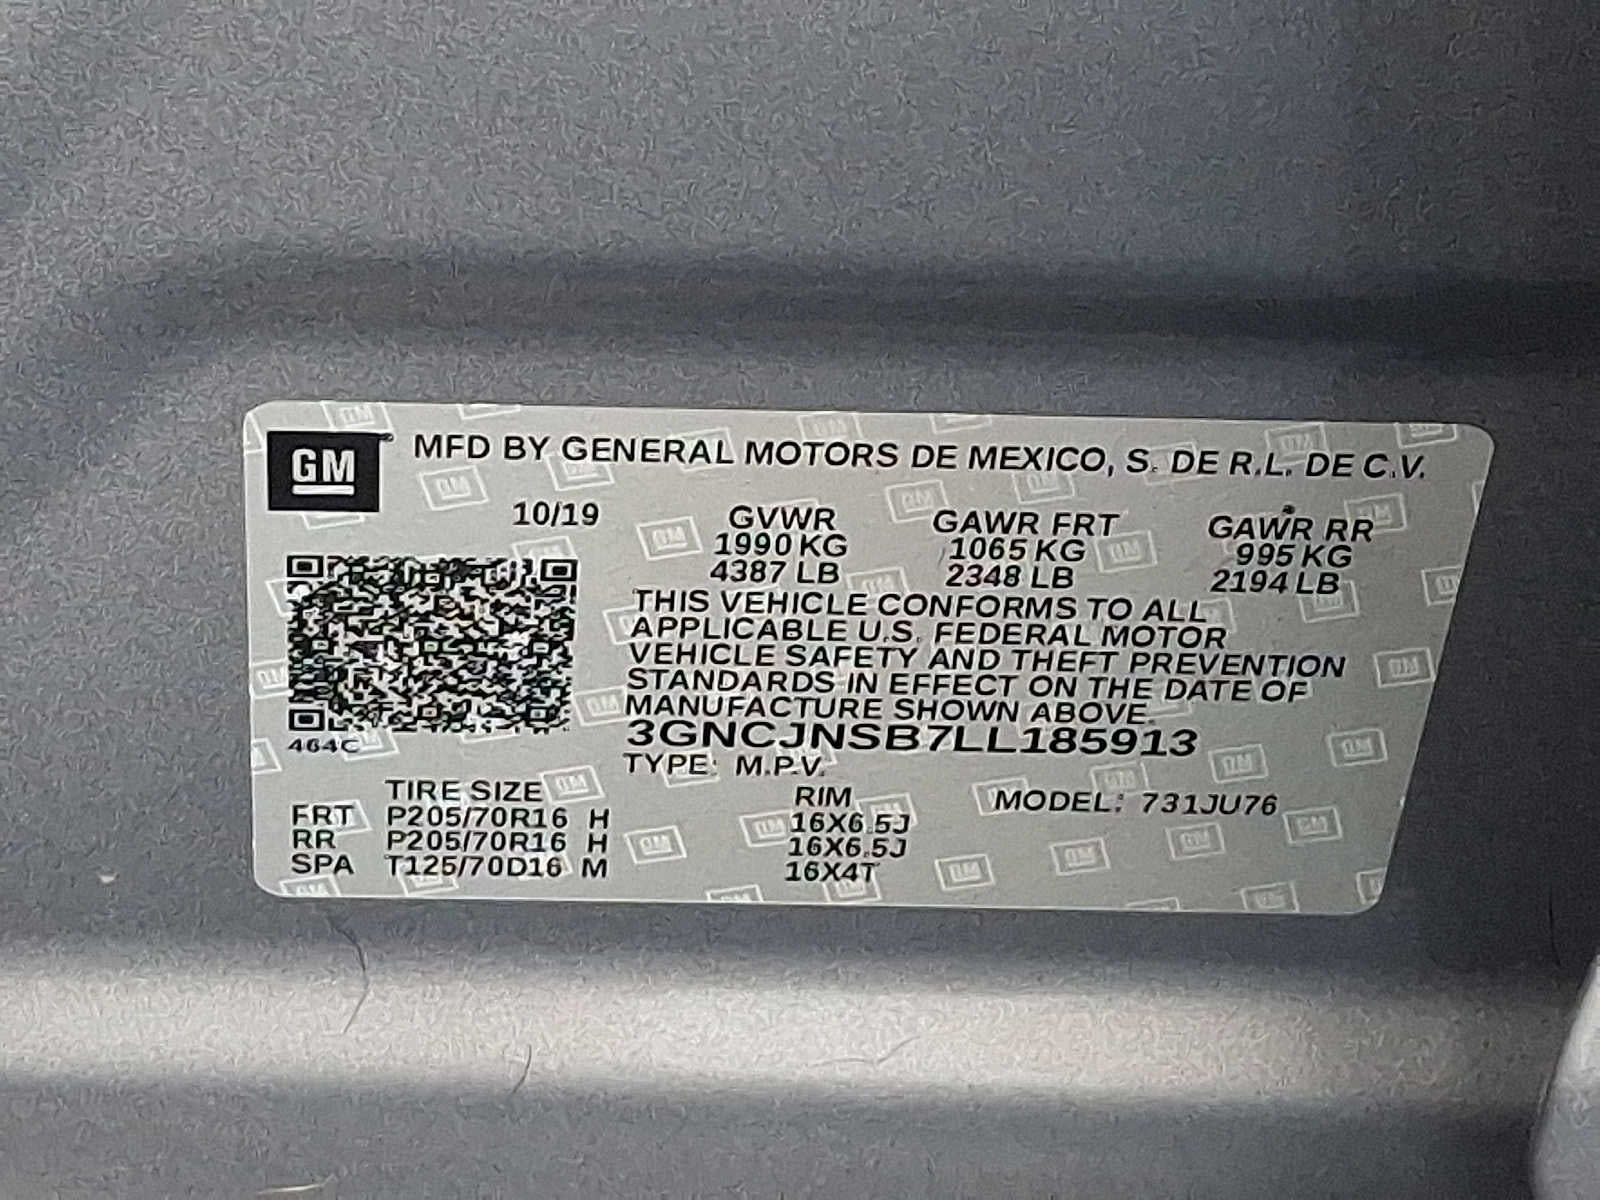 GM MFD BY GENERAL MOTORS DE MEXICO, S. DE R.L. DE C.V.
10/19 GVWR GAWR FRT GAWR RR
1990 KG 1065 KG 995 KG
4387 LB 2348 LB 2194 LB
THIS VEHICLE CONFORMS TO ALL
APPLICABLE U.S. FEDERAL MOTOR
VEHICLE SAFETY AND THEFT PREVENTION
STANDARDS IN EFFECT ON THE DATE OF
MANUFACTURE SHOWN ABOVE.
464C 3GNCJNSB7LL185913
TYPE: M.P.V.
TIRE SIZE RIM MODEL: 731JU76
FRT P205/70R16 H 16X6.5J
RR P205/70R16 H 16X6.5J
SPA T125/70D16 M 16X4T